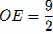 OE = 9/2